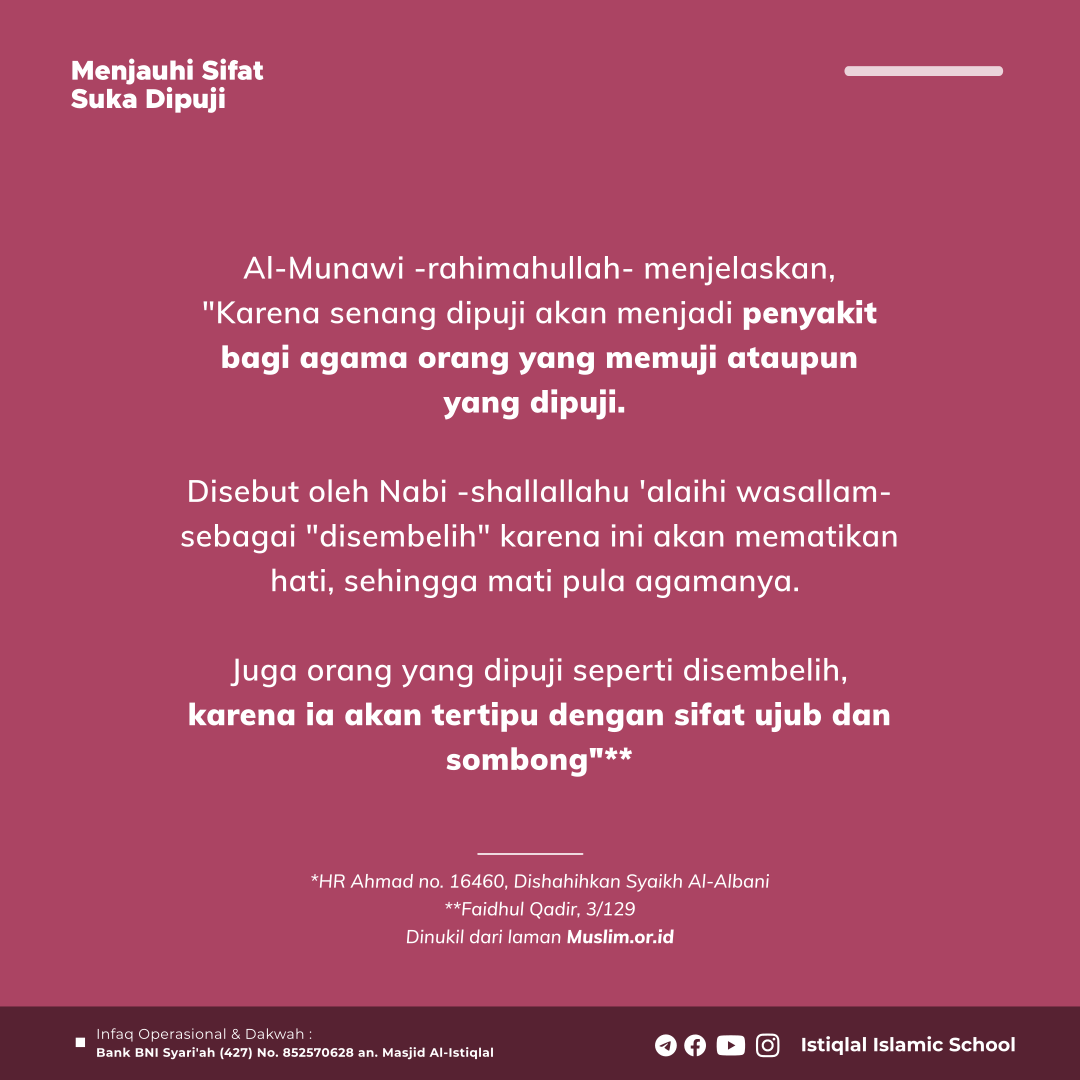 Menjauhi Sifat
Suka Dipuji
Al-Munawi -rahimahullah- menjelaskan,
"Karena senang dipuji akan menjadi penyakit
bagi agama orang yang memuji ataupun
yang dipuji.
Disebut oleh Nabi -shallallahu 'alaihi wasallam-
sebagai "disembelih" karena ini akan mematikan
hati, sehingga mati pula agamanya.
Juga orang yang dipuji seperti disembelih,
karena ia akan tertipu dengan sifat ujub dan
sombong"**
*HR Ahmad no. 16460, Dishahihkan Syaikh Al-Albani
**Faidhul Qadir, 3/129
Dinukil dari laman Muslim.or.id
Infaq Operasional & Dakwah :
Bank BNI Syari'ah (427) No. 852570628 an. Masjid Al-Istiqlal
Istiqlal Islamic School